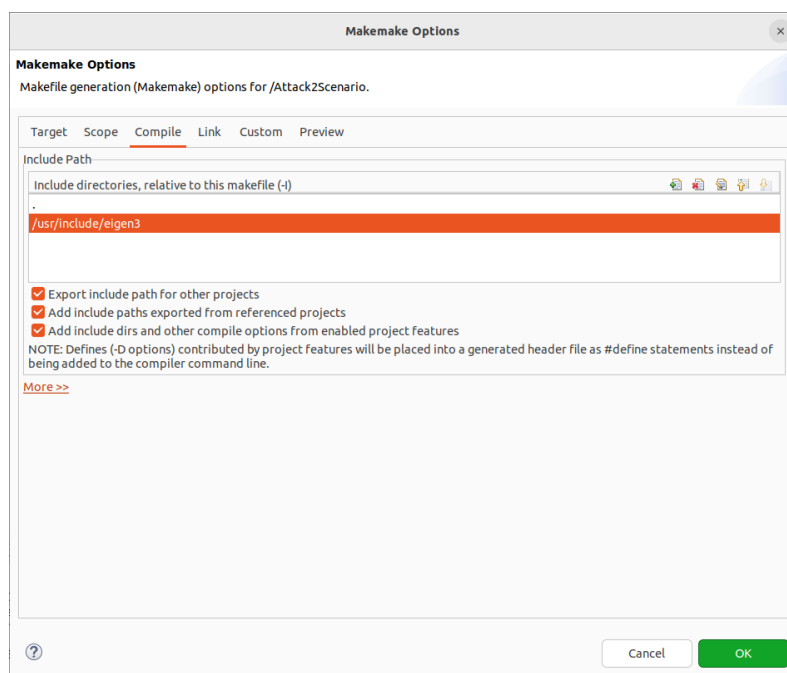 Makemake Options
Makemake Options
Makefile generation (Makemake) options for /Attack2Scenario.
Target Scope Compile Link Custom Preview
Include Path
Include directories, relative to this makefile (-I)
.
/usr/include/eigen3
Export include path for other projects
Add include paths exported from referenced projects
Add include dirs and other compile options from enabled project features
NOTE: Defines (-D options) contributed by project features will be placed into a generated header file as #define statements instead of
being added to the compiler command line.
More >>
Cancel OK